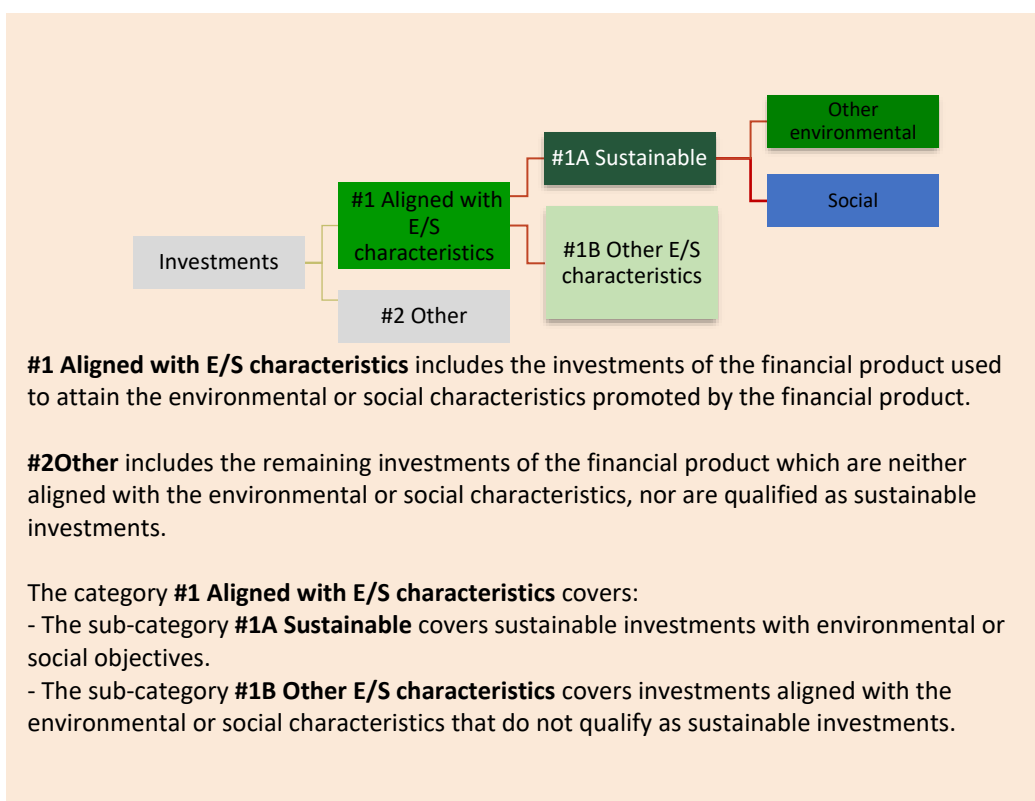 Other
environmental
#1A Sustainable
#1 Aligned with
E/S
characteristics
Social
#1B Other E/S
characteristics
Investments
#2 Other
#1 Aligned with E/S characteristics includes the investments of the financial product used
to attain the environmental or social characteristics promoted by the financial product.
#2Other includes the remaining investments of the financial product which are neither
aligned with the environmental or social characteristics, nor are qualified as sustainable
investments.
The category #1 Aligned with E/S characteristics covers:
- The sub-category #1A Sustainable covers sustainable investments with environmental or
social objectives.
- The sub-category #1B Other E/S characteristics covers investments aligned with the
environmental or social characteristics that do not qualify as sustainable investments.